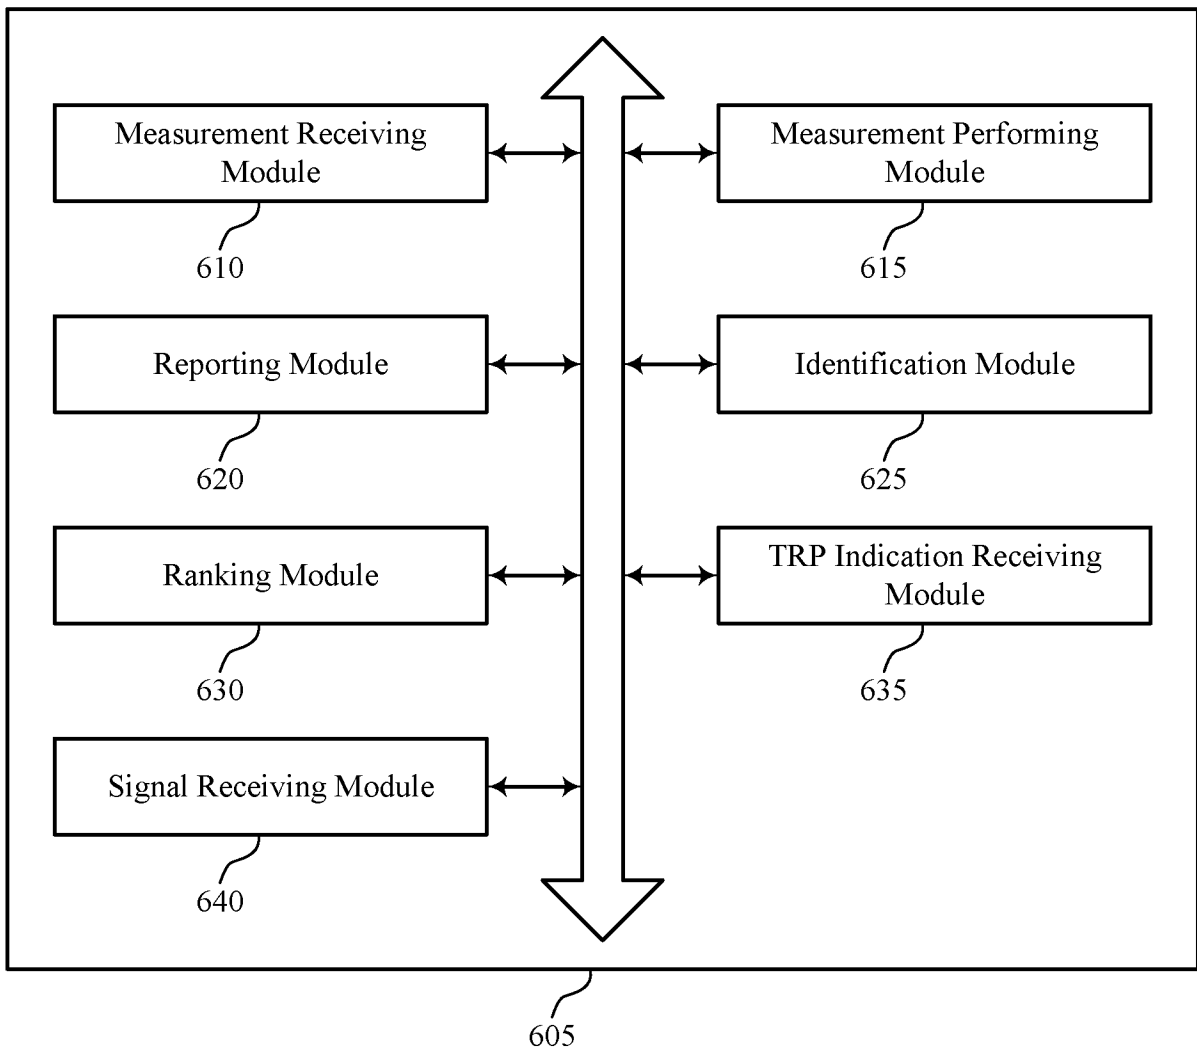 Measurement Receiving
Module
610
Measurement Performing
Module
615
Reporting Module
620
Identification Module
625
Ranking Module
630
TRP Indication Receiving
Module
635
Signal Receiving Module
640
605